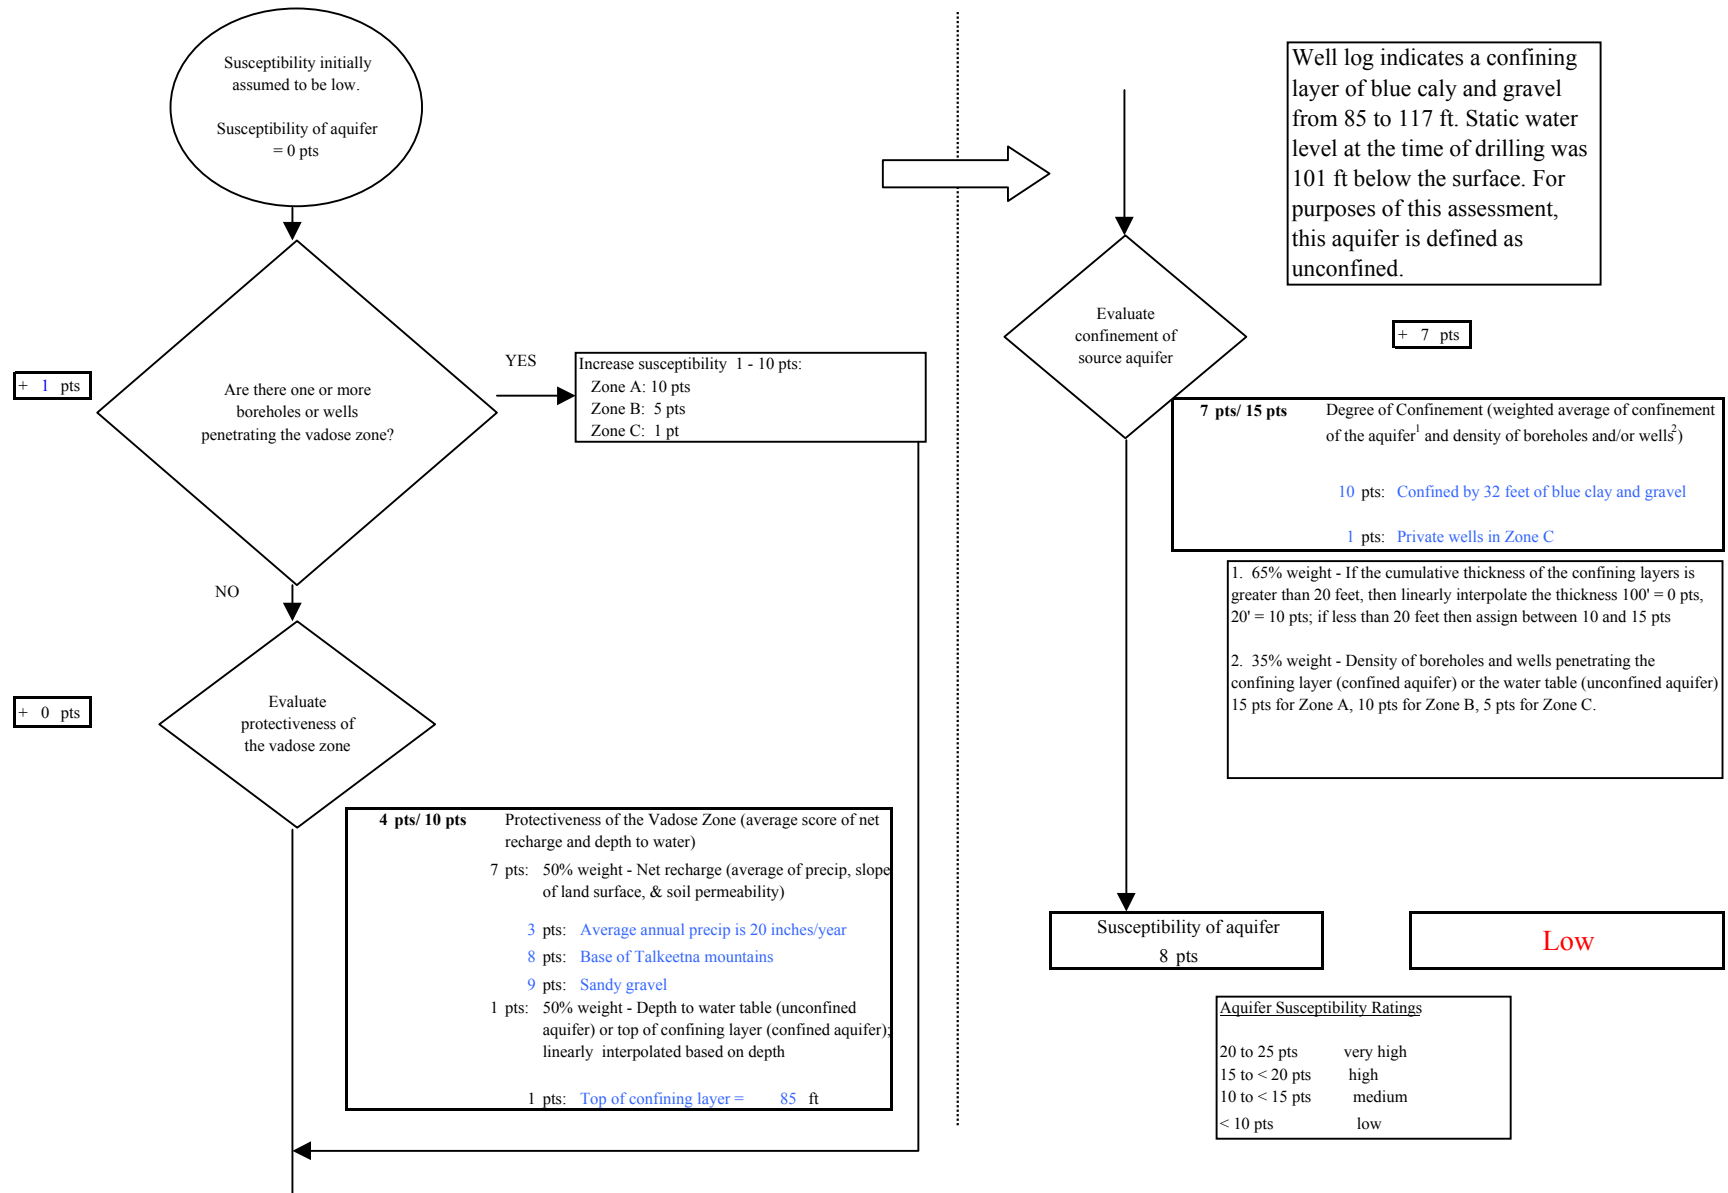 Susceptibility initially
assumed to be low.
Susceptibility of aquifer
= 0 pts
+ 1 pts
Are there one or more
boreholes or wells
penetrating the vadose zone?
YES
Increase susceptibility 1 - 10 pts:
Zone A: 10 pts
Zone B: 5 pts
Zone C: 1 pt
NO
+ 0 pts
Evaluate
protectiveness of
the vadose zone
4 pts/ 10 pts Protectiveness of the Vadose Zone (average score of net
recharge and depth to water)
7 pts: 50% weight - Net recharge (average of precip, slope
of land surface, & soil permeability)
3 pts: Average annual precip is 20 inches/year
8 pts: Base of Talkeetna mountains
9 pts: Sandy gravel
1 pts: 50% weight - Depth to water table (unconfined
aquifer) or top of confining layer (confined aquifer);
linearly interpolated based on depth
1 pts: Top of confining layer = 85 ft
Well log indicates a confining
layer of blue caly and gravel
from 85 to 117 ft. Static water
level at the time of drilling was
101 ft below the surface. For
purposes of this assessment,
this aquifer is defined as
unconfined.
Evaluate
confinement of
source aquifer
+ 7 pts
7 pts/ 15 pts Degree of Confinement (weighted average of confinement
of the aquifer1 and density of boreholes and/or wells2)
10 pts: Confined by 32 feet of blue clay and gravel
1 pts: Private wells in Zone C
1. 65% weight - If the cumulative thickness of the confining layers is
greater than 20 feet, then linearly interpolate the thickness 100' = 0 pts,
20' = 10 pts; if less than 20 feet then assign between 10 and 15 pts
2. 35% weight - Density of boreholes and wells penetrating the
confining layer (confined aquifer) or the water table (unconfined aquifer)
15 pts for Zone A, 10 pts for Zone B, 5 pts for Zone C.
Susceptibility of aquifer
8 pts
Low
Aquifer Susceptibility Ratings
20 to 25 pts very high
15 to < 20 pts high
10 to < 15 pts medium
< 10 pts low